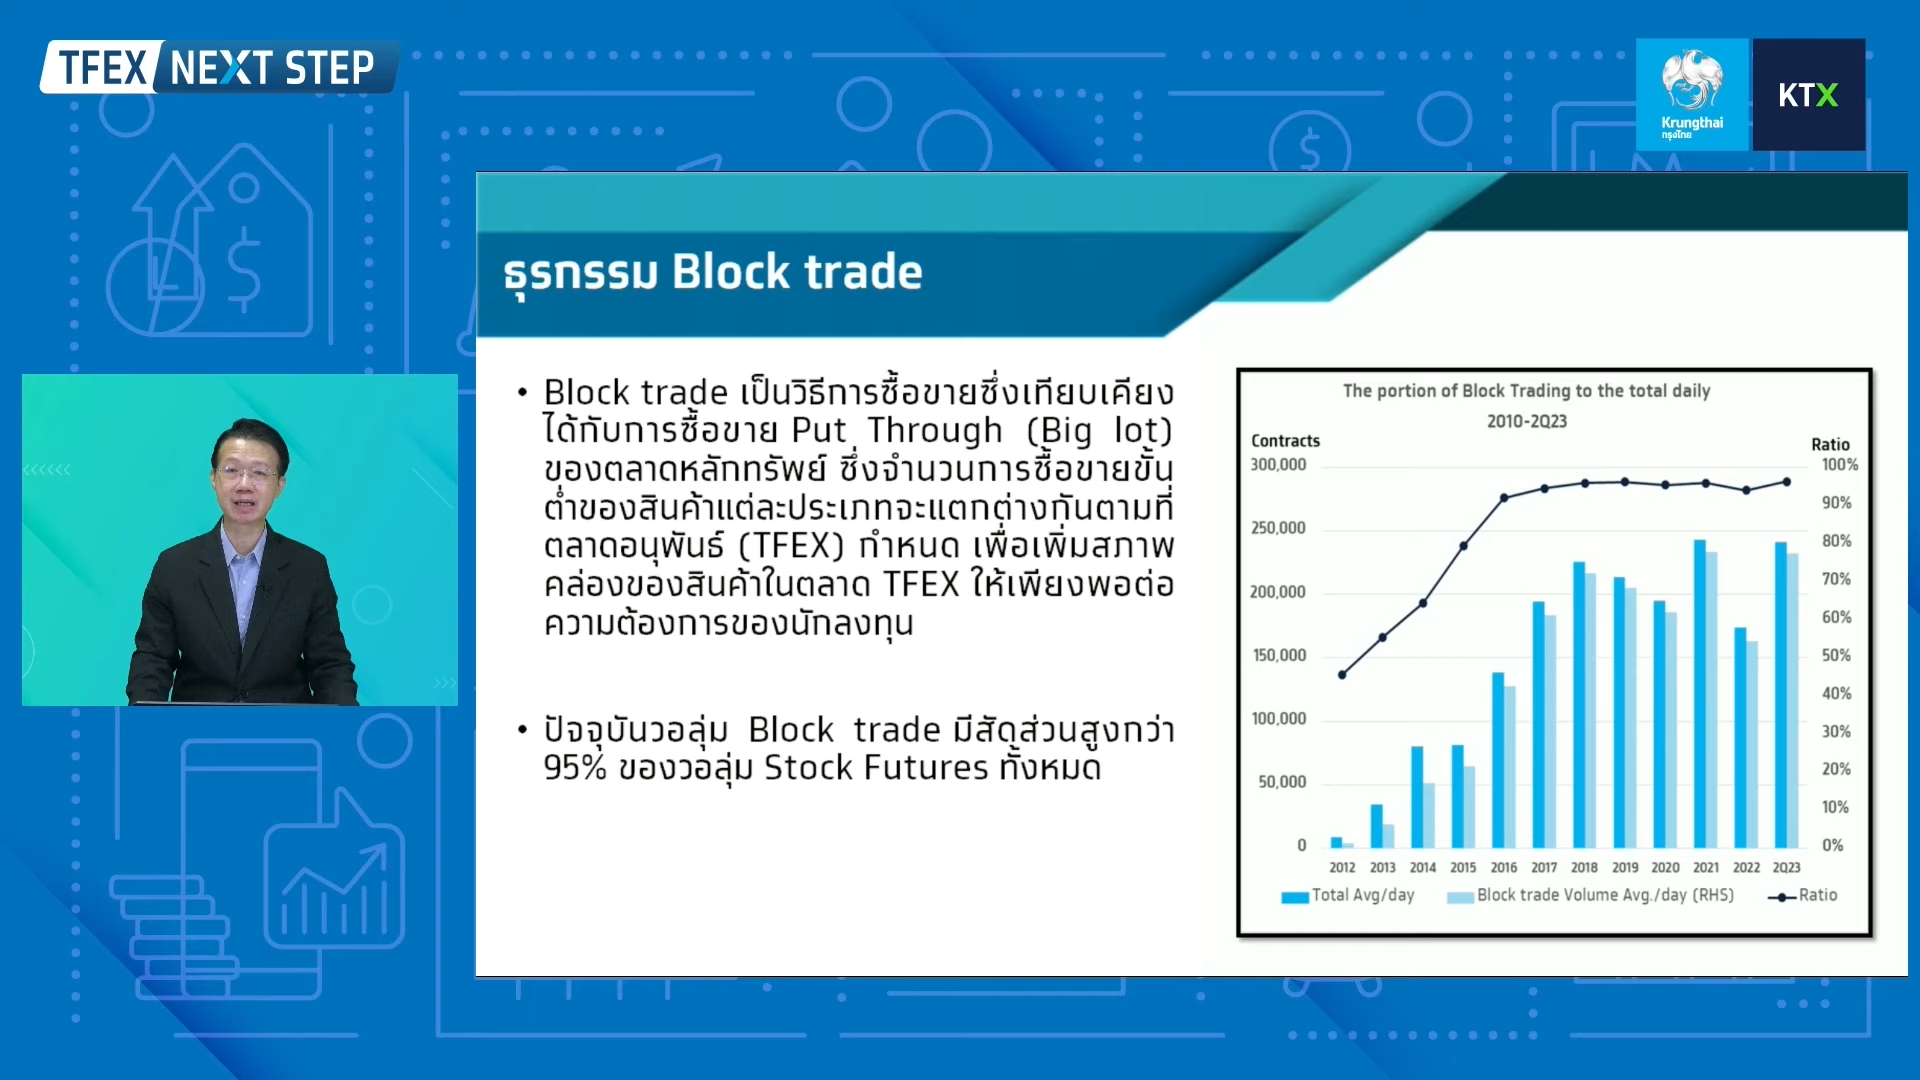 TFEX NEXT STEP
Krungthai
กรุงไทย
KTX
ธุรกรรม Block trade
• Block trade เป็นวิธีการซื้อขายซึ่งเทียบเคียง
ได้กับการซื้อขาย Put Through (Big lot)
ของตลาดหลักทรัพย์ ซึ่งจำนวนการซื้อขายขั้น
ต่ำของสินค้าแต่ละประเภทจะแตกต่างกันตามที่
ตลาดอนุพันธ์ (TFEX) กำหนด เพื่อเพิ่มสภาพ
คล่องของสินค้าในตลาด TFEX ให้เพียงพอต่อ
ความต้องการของนักลงทุน
• ปัจจุบันวอลุ่ม Block trade มีสัดส่วนสูงกว่า
95% ของวอลุ่ม Stock Futures ทั้งหมด
The portion of Block Trading to the total daily
2010-2Q23
Contracts
Ratio
300,000
100%
90%
250,000
80%
70%
200,000
60%
150,000
50%
40%
100,000
30%
20%
50,000
10%
0
0%
2012 2013 2014 2015 2016 2017 2018 2019 2020 2021 2022 2Q23
Total Avg/day Block trade Volume Avg./day (RHS) Ratio